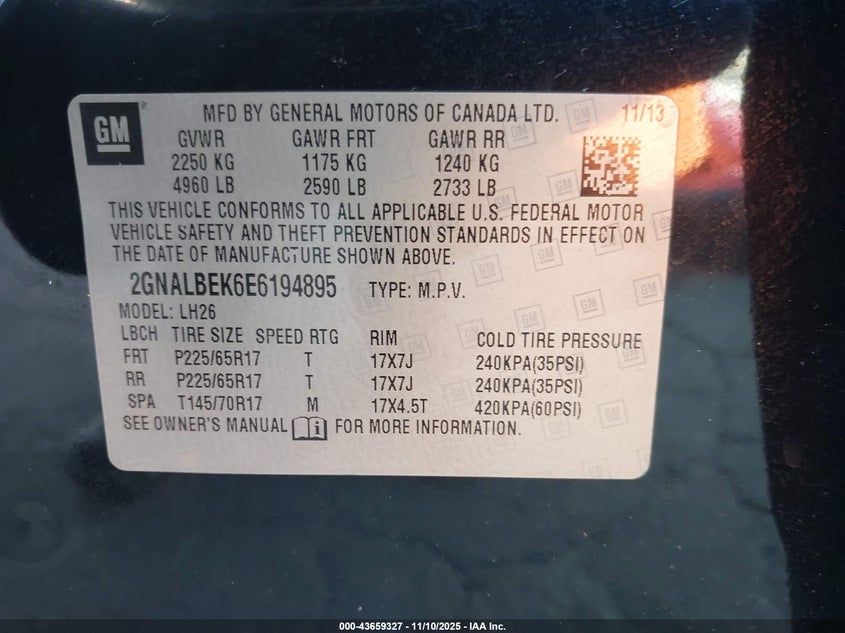 GM
MFD BY GENERAL MOTORS OF CANADA LTD. 11/13
GVWR GAWR FRT GAWR RR
2250 KG 1175 KG 1240 KG
4960 LB 2590 LB 2733 LB
THIS VEHICLE CONFORMS TO ALL APPLICABLE U.S. FEDERAL MOTOR
VEHICLE SAFETY AND THEFT PREVENTION STANDARDS IN EFFECT ON
THE DATE OF MANUFACTURE SHOWN ABOVE.
2GNALBEK6E6194895 TYPE: M.P.V.
MODEL: LH26
LBCH TIRE SIZE SPEED RTG RIM COLD TIRE PRESSURE
FRT P225/65R17 T 17X7J 240KPA(35PSI)
RR P225/65R17 T 17X7J 240KPA(35PSI)
SPA T145/70R17 M 17X4.5T 420KPA(60PSI)
SEE OWNER'S MANUAL i FOR MORE INFORMATION.
000-43659327 - 11/10/2025 - IAA Inc.